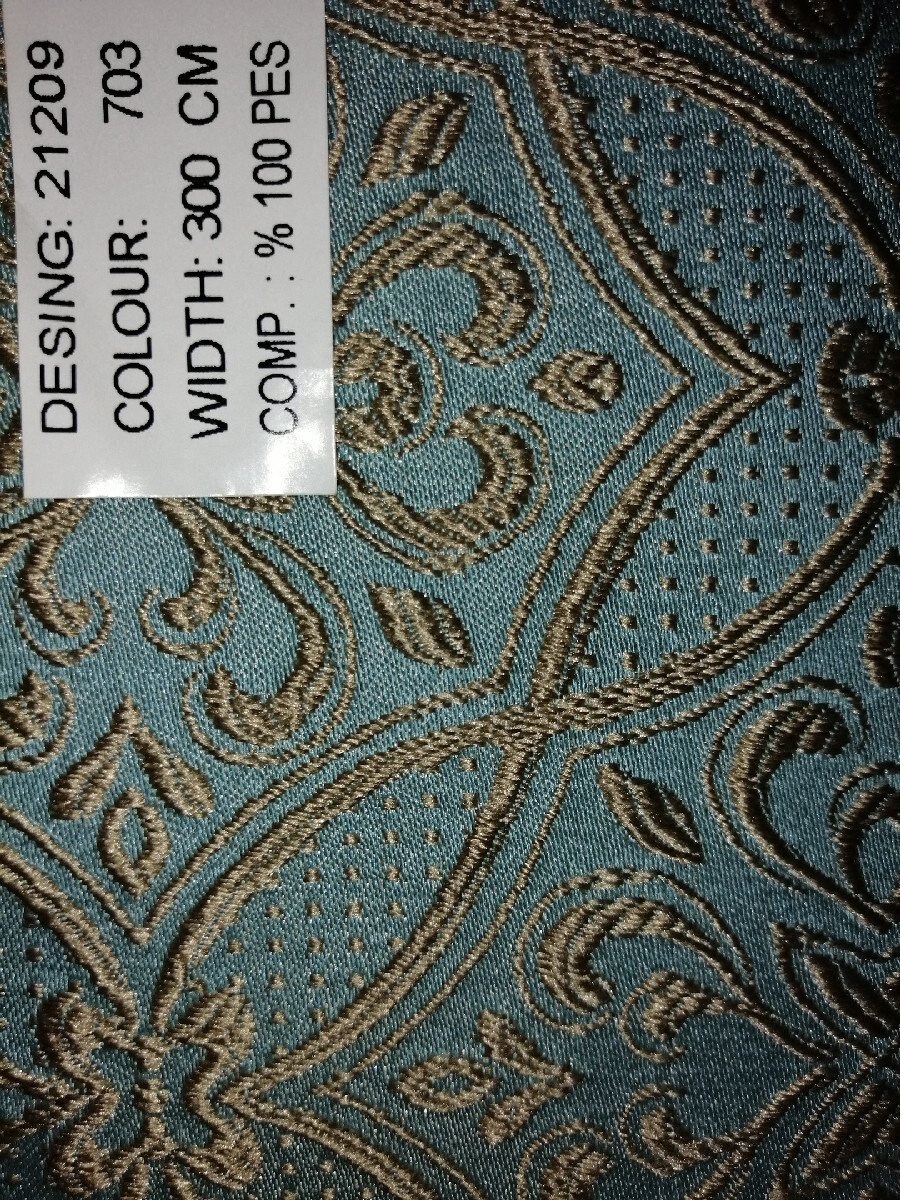 DESING: 21209
COLOUR: 703
WIDTH: 300 CM
COMP. : % 100 PES